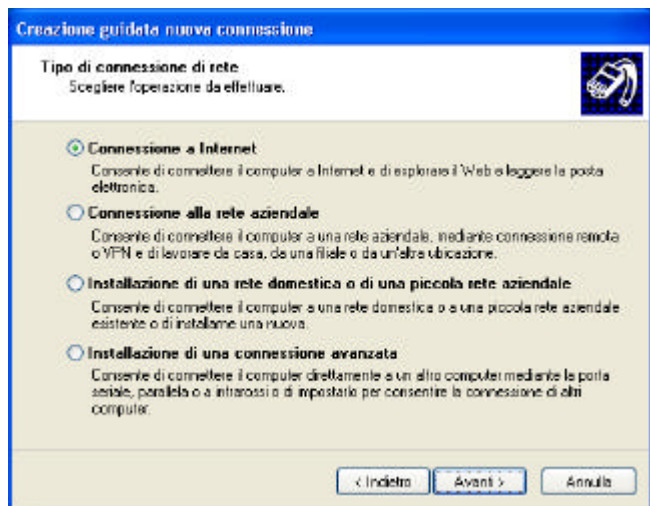 Creazione guidata nuova connessione
Tipo di connessione di rete
Scegliere l'operazione da effettuare.
Connessione a Internet
Consente di connettere il computer a Internet e di esplorare il Web e leggere la posta
elettronica.
Connessione alla rete aziendale
Consente di connettere il computer a una rete aziendale, mediante connessione remota
o VPN e di lavorare da casa, da una filiale o da un'altra ubicazione.
Installazione di una rete domestica o di una piccola rete aziendale
Consente di connettere il computer a una rete domestica o a una piccola rete aziendale
esistente o di installarne una nuova.
Installazione di una connessione avanzata
Consente di connettere il computer direttamente a un altro computer mediante la porta
seriale, parallela o a infrarossi o di impostarlo per consentire la connessione di altri
computer.
< Indietro Avanti > Annulla